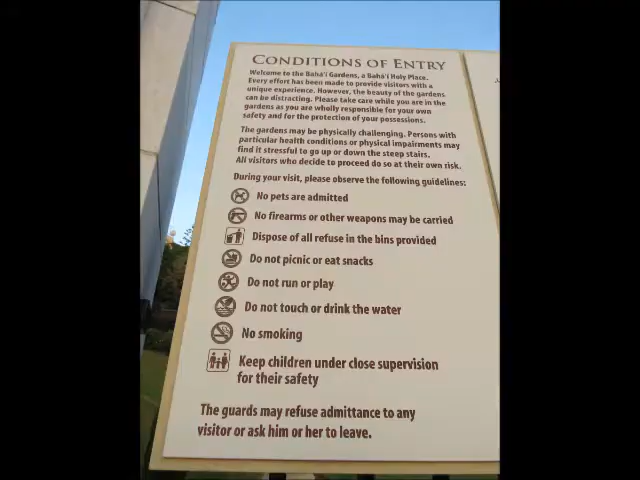 CONDITIONS OF ENTRY
Welcome to the Bahá'í Gardens, a Bahá'í Holy Place.
Every effort has been made to provide visitors with a
unique experience. However, the beauty of the gardens
can be distracting. Please take care while you are in the
gardens as you are wholly responsible for your own
safety and for the protection of your possessions.
The gardens may be physically challenging. Persons with
particular health conditions or physical impairments may
find it stressful to go up or down the steep stairs.
All visitors who decide to proceed do so at their own risk.
During your visit, please observe the following guidelines:
No pets are admitted
No firearms or other weapons may be carried
Dispose of all refuse in the bins provided
Do not picnic or eat snacks
Do not run or play
Do not touch or drink the water
No smoking
Keep children under close supervision
for their safety
The guards may refuse admittance to any
visitor or ask him or her to leave.